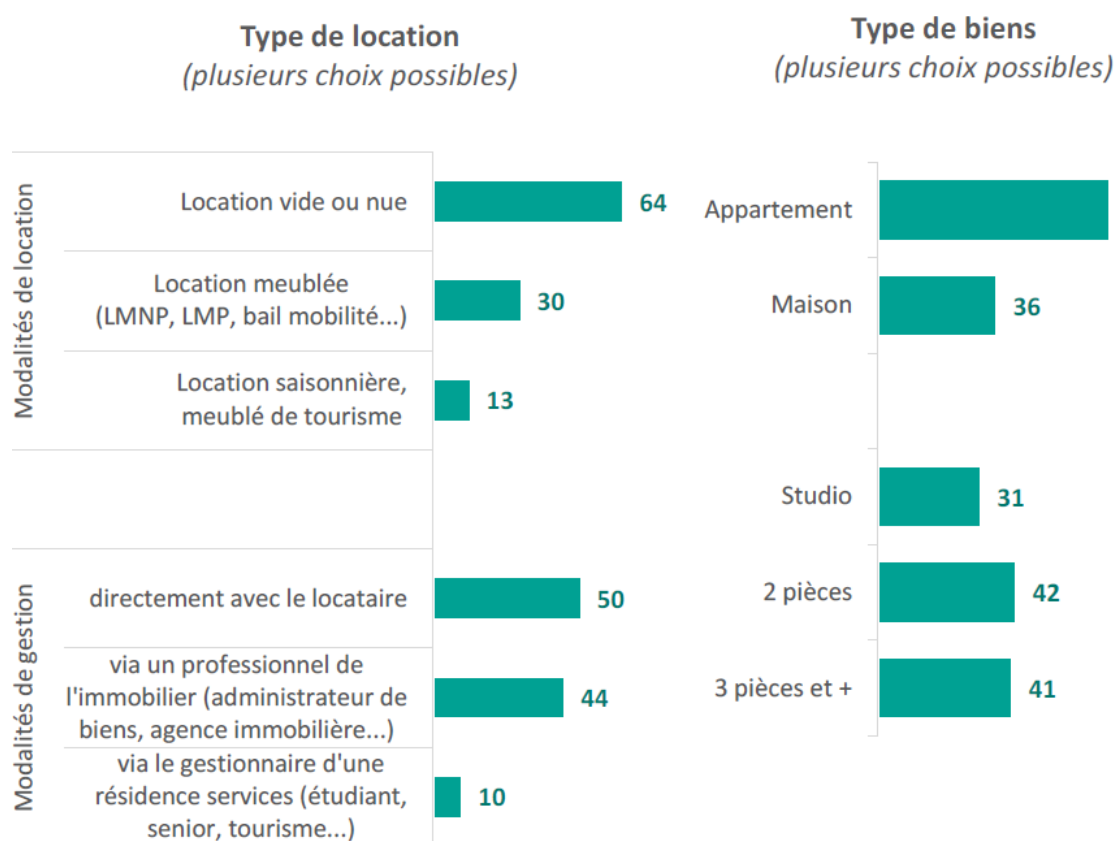 Type de location
(plusieurs choix possibles)
Modalités de location
Location vide ou nue
64
Location meublée
(LMNP, LMP, bail mobilité...)
30
Location saisonnière,
meublé de tourisme
13
Modalités de gestion
directement avec le locataire
50
via un professionnel de
l'immobilier (administrateur de
biens, agence immobilière...)
44
via le gestionnaire d'une
résidence services (étudiant,
senior, tourisme...)
10
Type de biens
(plusieurs choix possibles)
Appartement
Maison
36
Studio
31
2 pièces
42
3 pièces et +
41